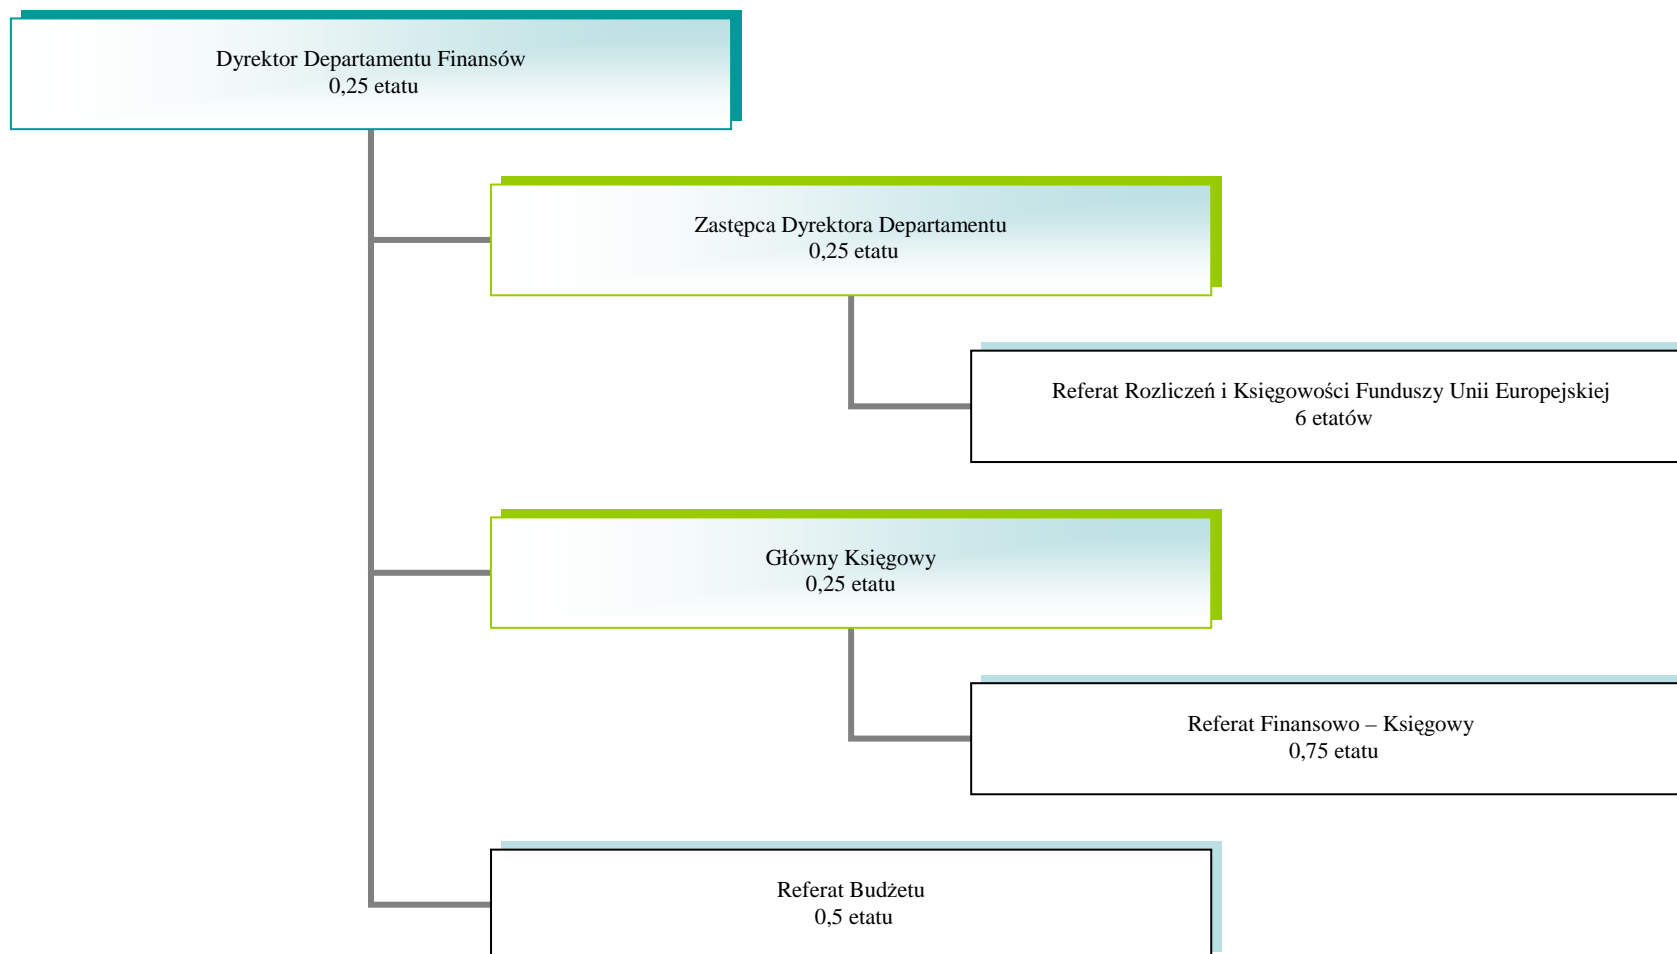 Dyrektor Departamentu Finansów
0,25 etatu
Zastępca Dyrektora Departamentu
0,25 etatu
Referat Rozliczeń i Księgowości Funduszy Unii Europejskiej
6 etatów
Główny Księgowy
0,25 etatu
Referat Finansowo – Księgowy
0,75 etatu
Referat Budżetu
0,5 etatu